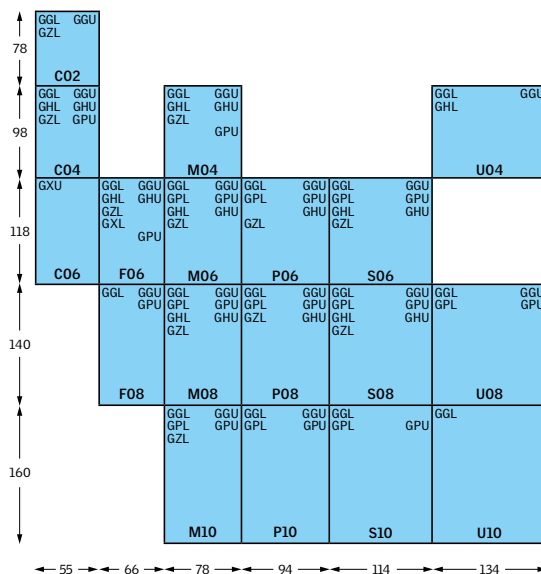 GGL GGU
GZL
C02
78
GGL GGU
GHL GHU
GZL GPU
C04
GGL GGU
GHL GHU
GZL
GPU
M04
GGL GGU
GHL
U04
98
GXU
C06
GGL GGU
GHL GHU
GZL
GXL
GPU
F06
GGL GGU
GPL GPU
GHL GHU
GZL
M06
GGL GGU
GPL GPU
GHU
GZL
P06
GGL GGU
GPL GPU
GHL GHU
GZL
S06
118
GGL GGU
GPU
F08
GGL GGU
GPL GPU
GHL GHU
GZL
M08
GGL GGU
GPL GPU
GZL GHU
P08
GGL GGU
GPL GPU
GHL GHU
GZL
S08
GGL GGU
GPL GPU
U08
140
GGL GGU
GPL GPU
GZL
M10
GGL GGU
GPL GPU
P10
GGL
GPL GPU
S10
GGL
U10
160
55 66 78 94 114 134